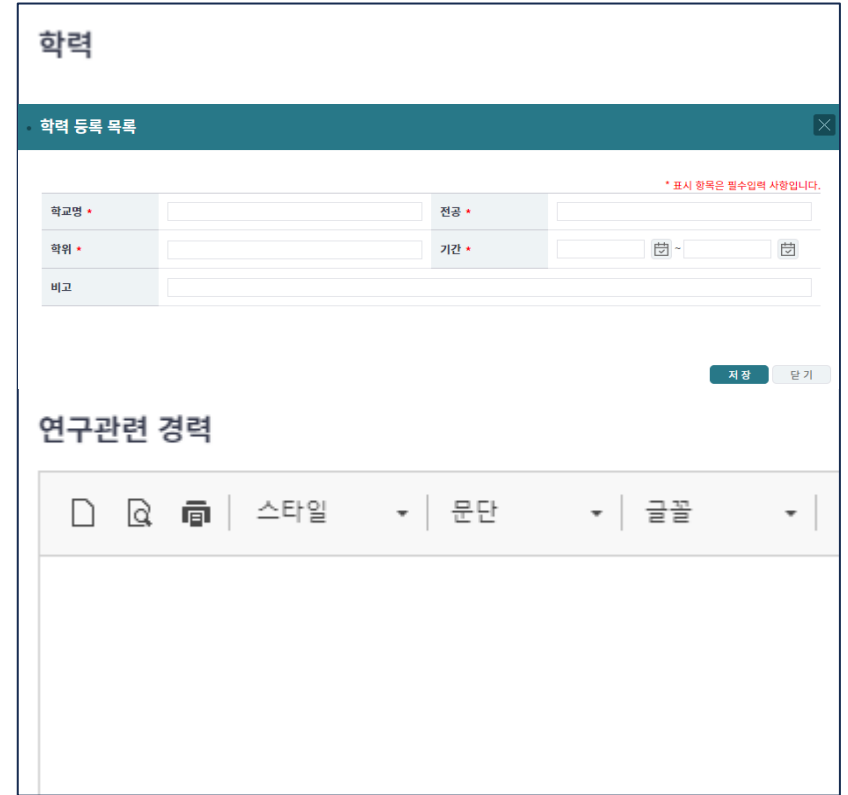 학력
학력 등록 목록
* 표시 항목은 필수입력 사항입니다.
학교명 * 전공 *
학위 * 기간 * ~
비고
저장 닫기
연구관련 경력
스타일 문단 글꼴